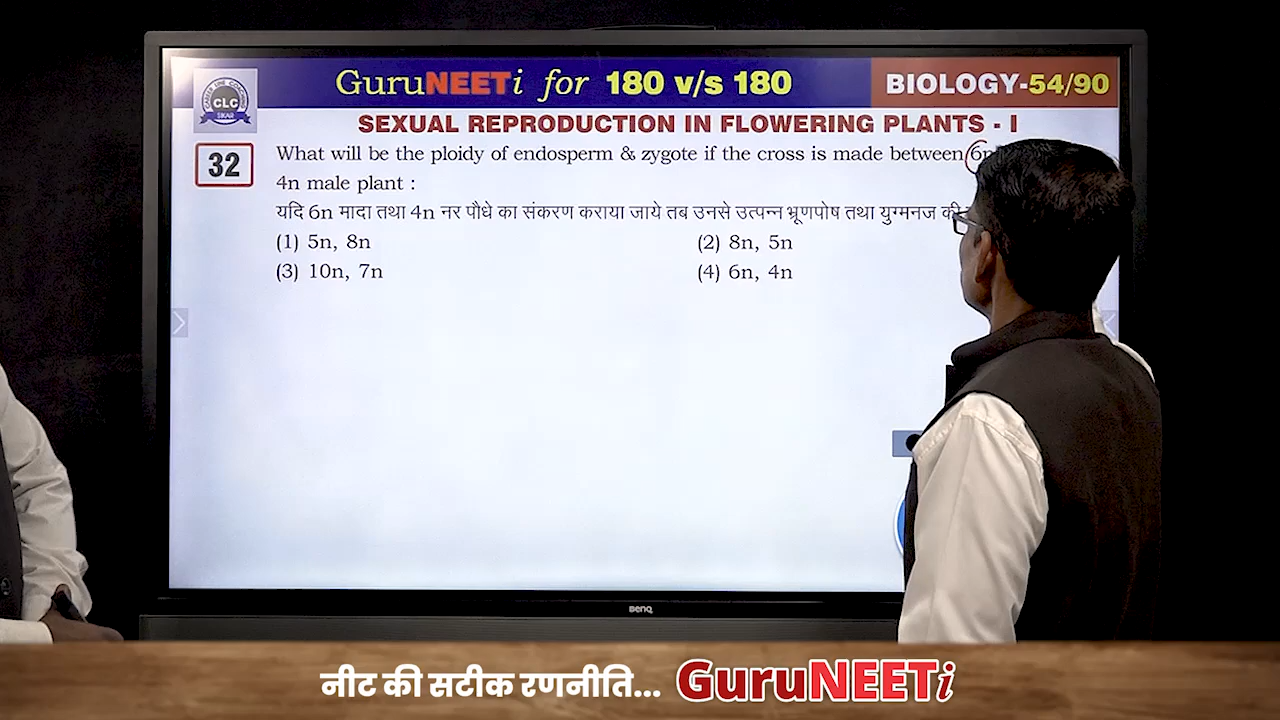 GuruNEETi for 180 v/s 180
BIOLOGY-54/90
CLC
SIKAR
SEXUAL REPRODUCTION IN FLOWERING PLANTS - I
32
What will be the ploidy of endosperm & zygote if the cross is made between 6n
4n male plant :
यदि 6n मादा तथा 4n नर पौधे का संकरण कराया जाये तब उनसे उत्पन्न भ्रूणपोष तथा युग्मनज की
(1) 5n, 8n
(2) 8n, 5n
(3) 10n, 7n
(4) 6n, 4n
BenQ
नीट की सटीक रणनीति... GuruNEETi